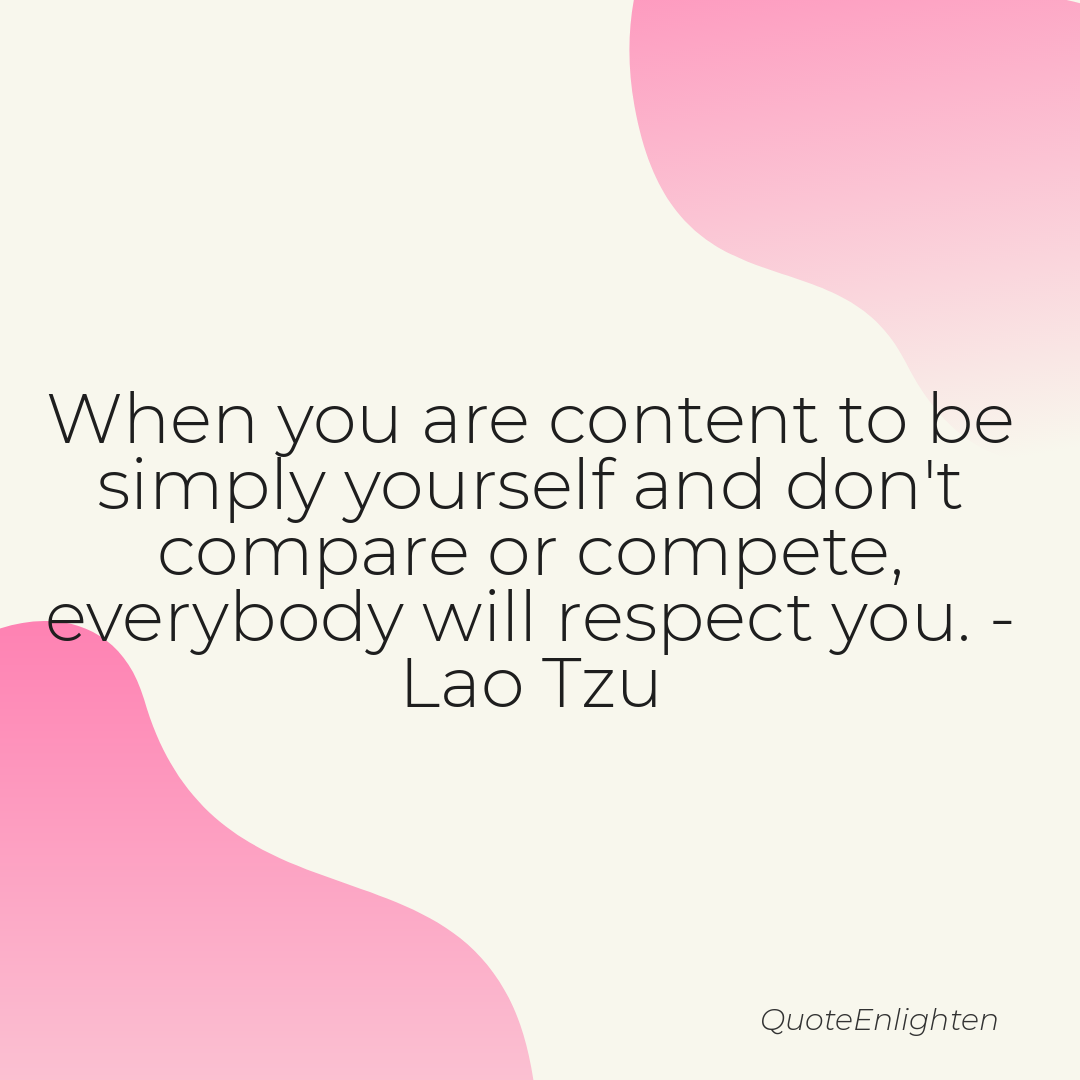 When you are content to be
simply yourself and don't
compare or compete,
everybody will respect you. -
Lao Tzu
QuoteEnlighten